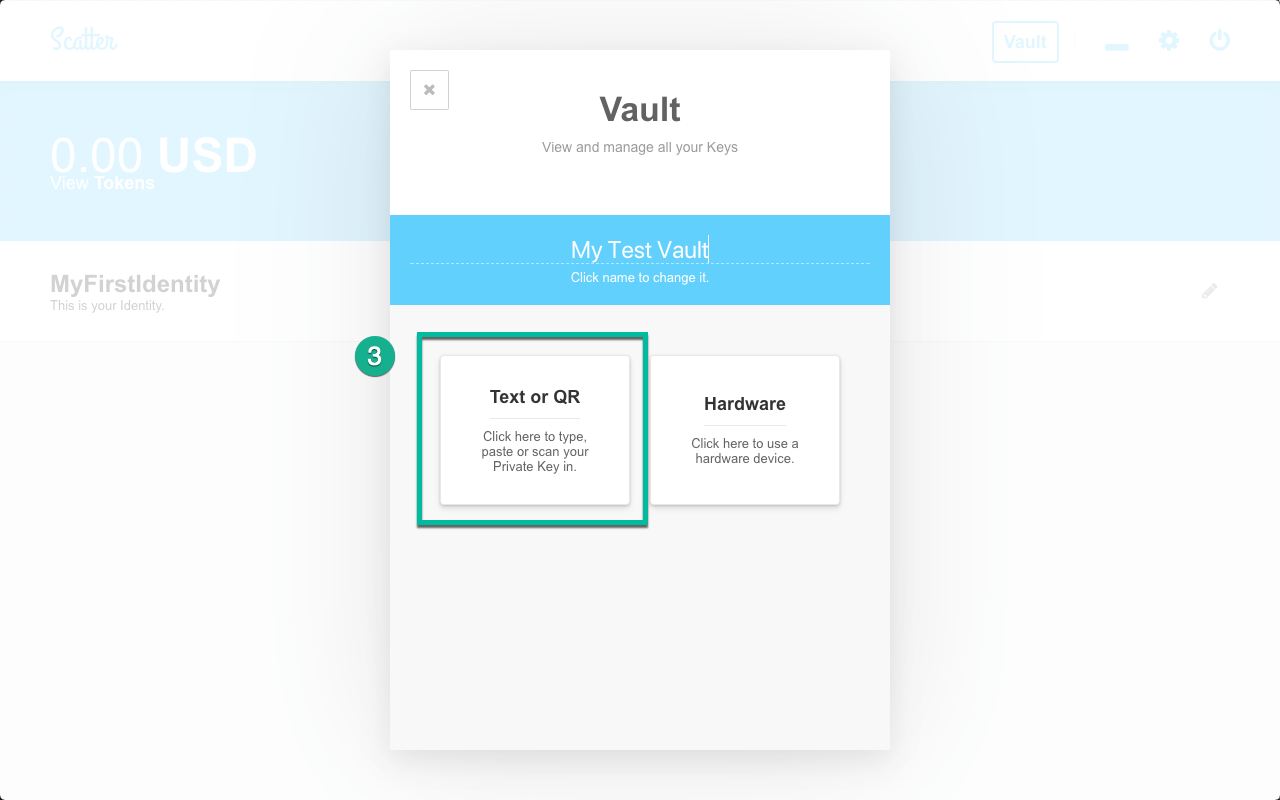 Scatter
Vault
0.00 USD
View Tokens
MyFirstIdentity
This is your Identity.
Vault
View and manage all your Keys
My Test Vault
Click name to change it.
3
Text or QR
Click here to type,
paste or scan your
Private Key in.
Hardware
Click here to use a
hardware device.